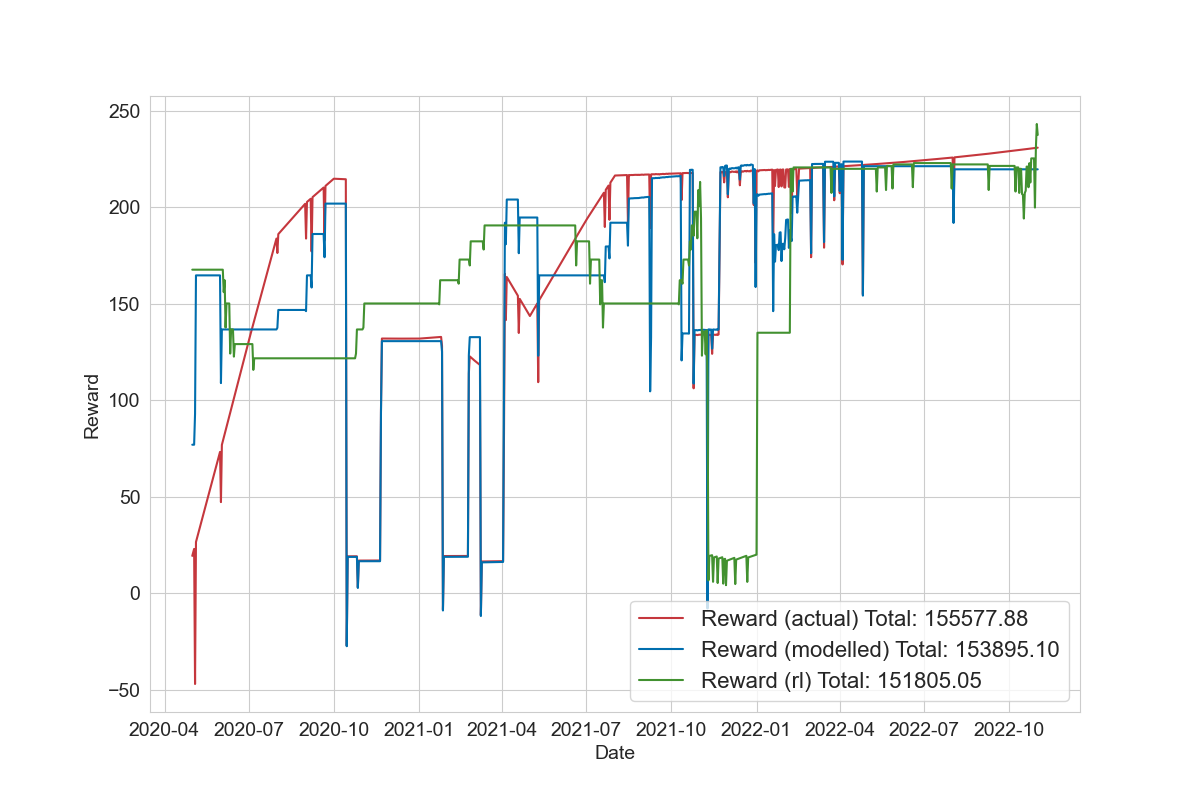 250
200
150
100
50
0
−50
Reward
Reward (actual) Total: 155577.88
Reward (modelled) Total: 153895.10
Reward (rl) Total: 151805.05
2020-04 2020-07 2020-10 2021-01 2021-04 2021-07 2021-10 2022-01 2022-04 2022-07 2022-10
Date